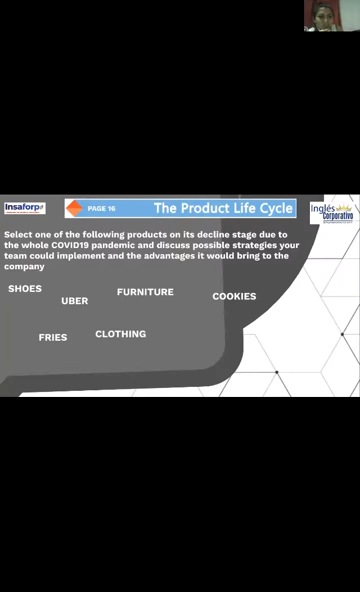 Insaforp
PAGE 16
The Product Life Cycle
Inglés
Corporativo
Select one of the following products on its decline stage due to
the whole COVID19 pandemic and discuss possible strategies your
team could implement and the advantages it would bring to the
company
SHOES
FURNITURE
COOKIES
UBER
FRIES
CLOTHING